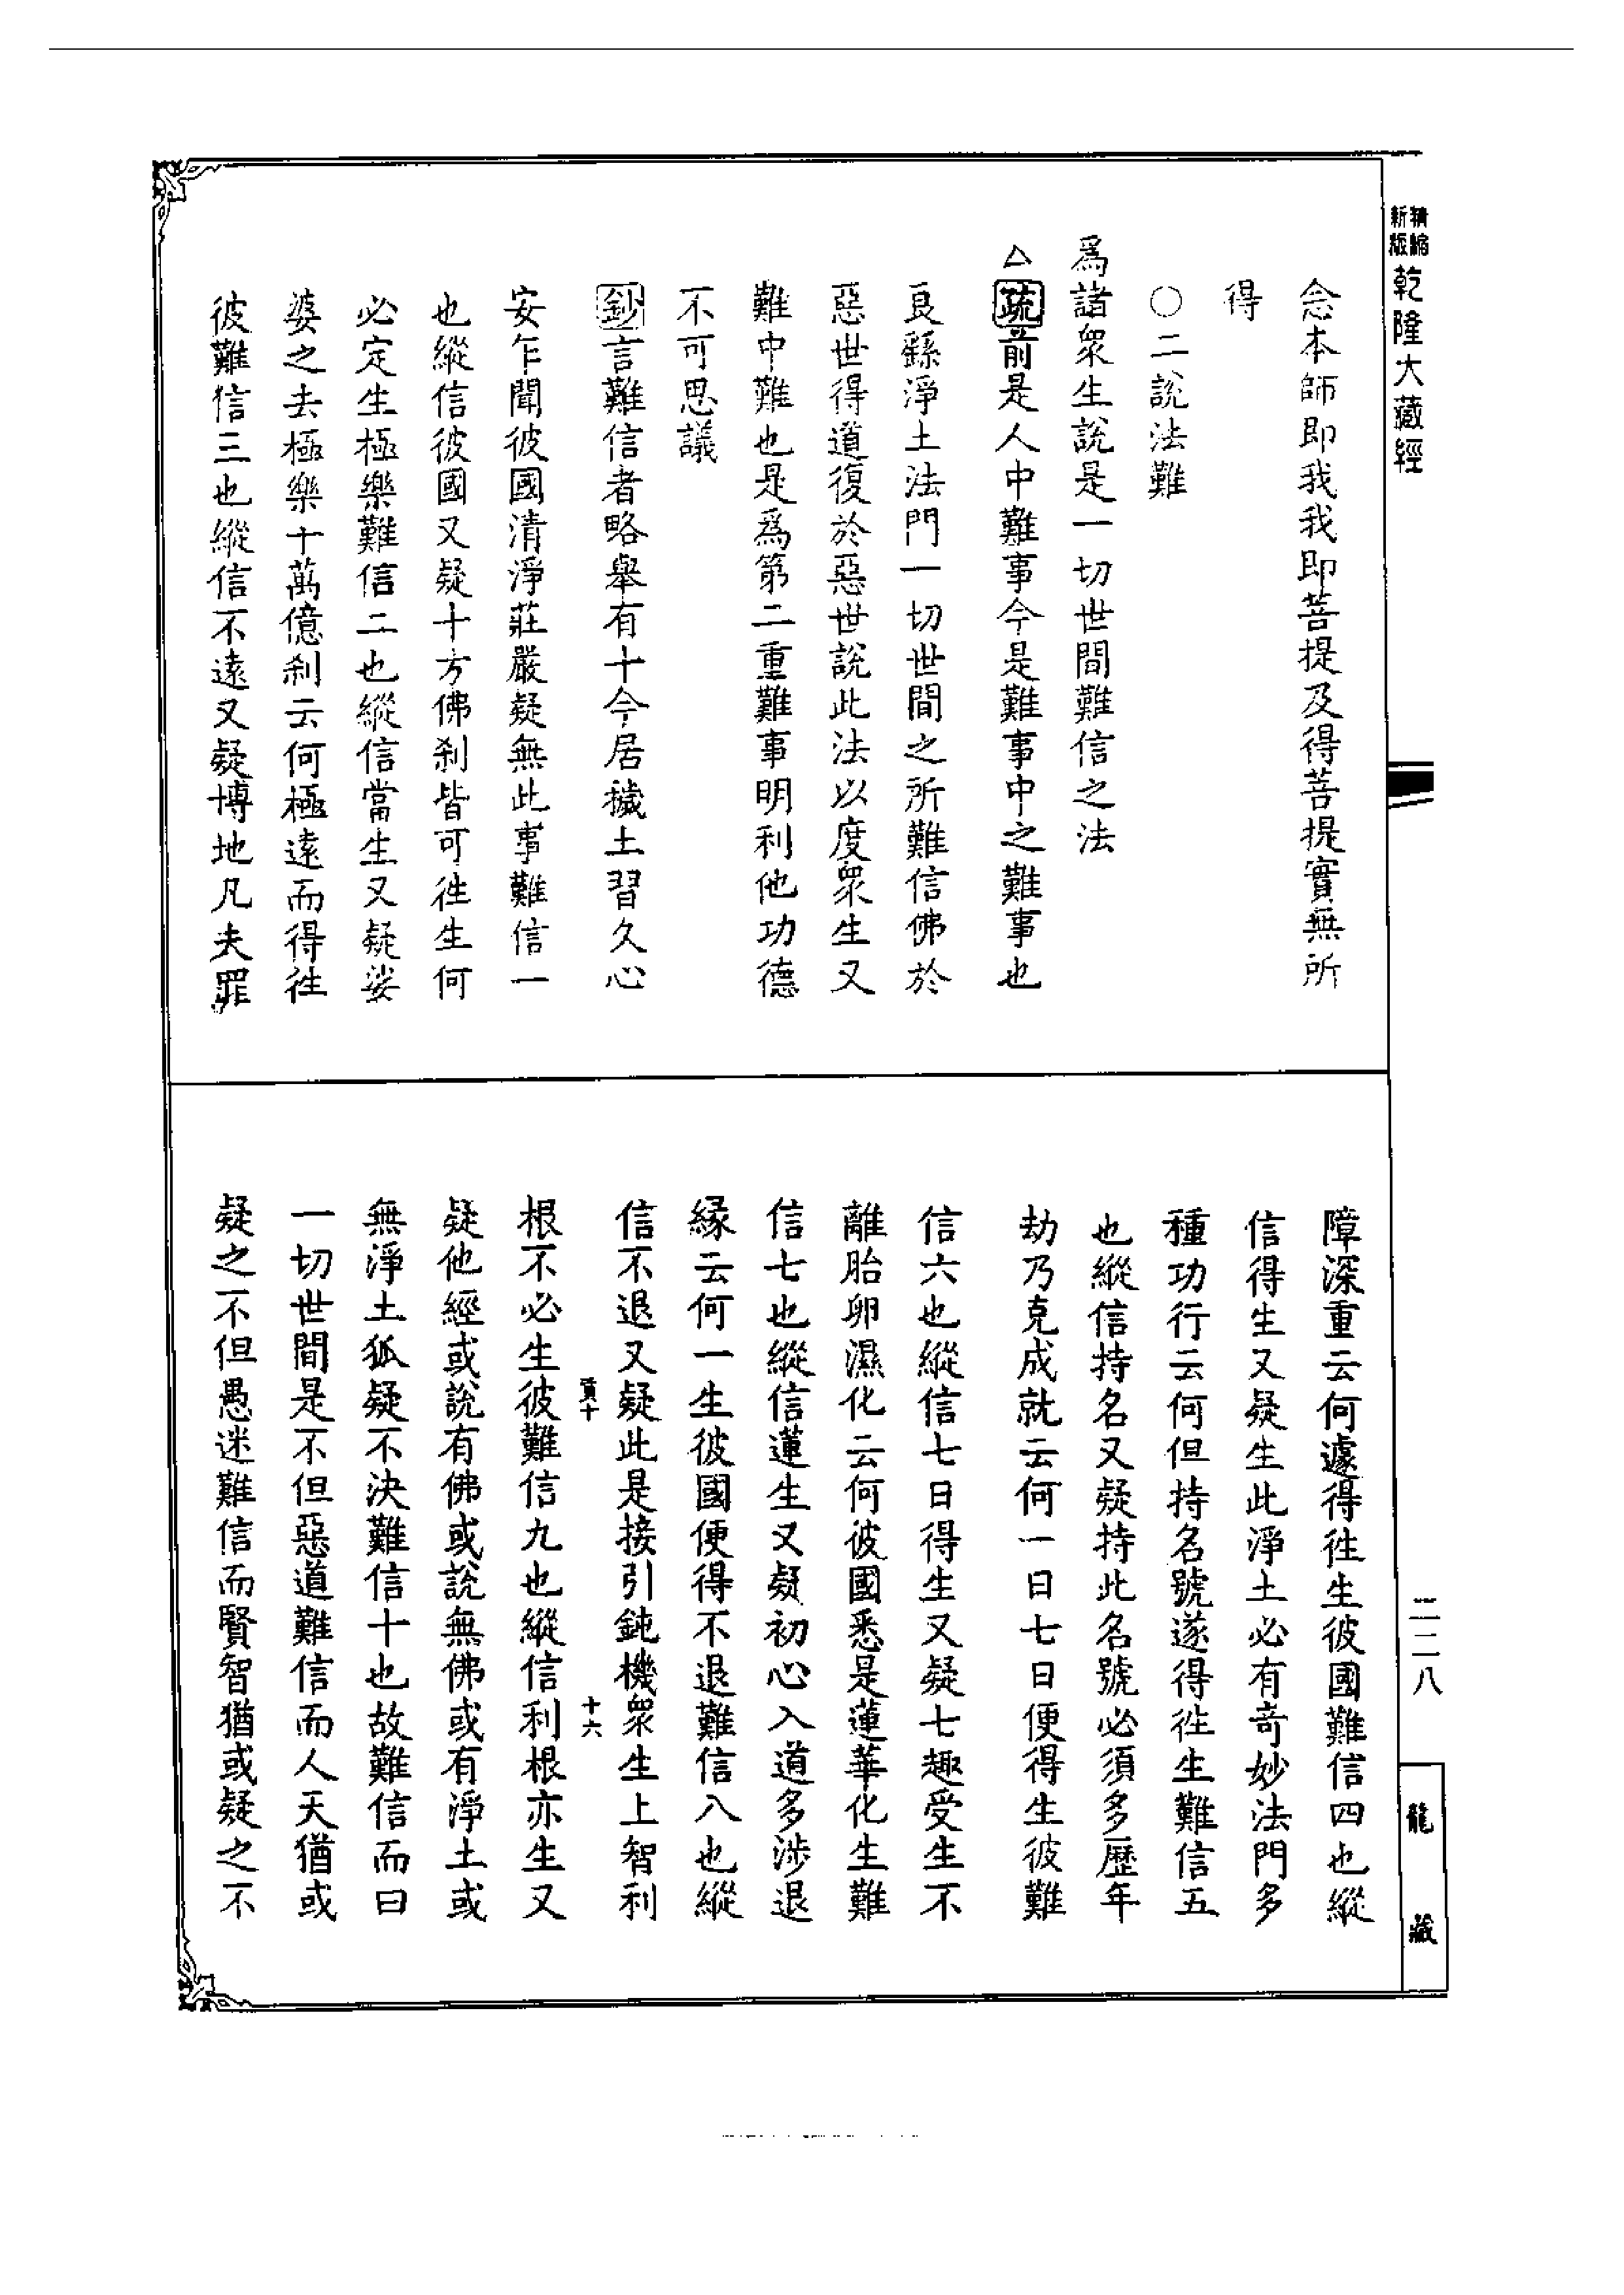 新版精縮
乾隆大藏經
念本師即我我即菩提及得菩提實無所
得
○二說法難
為諸衆生說是一切世間難信之法
△疏前是人中難事今是難事中之難事也
良繇淨土法門一切世間之所難信佛於
惡世得道復於惡世說此法以度衆生又
難中難也是為第二重難事明利他功德
不可思議
鈔言難信者略舉有十今居穢土習久心
安乍聞彼國清淨莊嚴疑無此事難信一
也縱信彼國又疑十方佛刹皆可徃生何
必定生極樂難信二也縱信當生又疑娑
婆之去極樂十萬億刹云何極遠而得徃
彼難信三也縱信不遠又疑博地凡夫罪
障深重云何遽得徃生彼國難信四也縱
信得生又疑生此淨土必有竒妙法門多
種功行云何但持名號遂得徃生難信五
也縱信持名又疑持此名號必須多歷年
劫乃克成就云何一日七日便得生彼難
信六也縱信七日得生又疑七趣受生不
離胎卵濕化云何彼國悉是蓮華化生難
信七也縱信蓮生又疑初心入道多涉退
緣云何一生彼國便得不退難信八也縱
信不退又疑此是接引鈍機衆生上智利
十六
根不必生彼難信九也縱信利根亦生又
疑他經或說有佛或說無佛或有淨土或
無淨土狐疑不決難信十也故難信而曰
一切世間是不但惡道難信而人天猶或
疑之不但愚迷難信而賢智猶或疑之不
二二八
龍藏